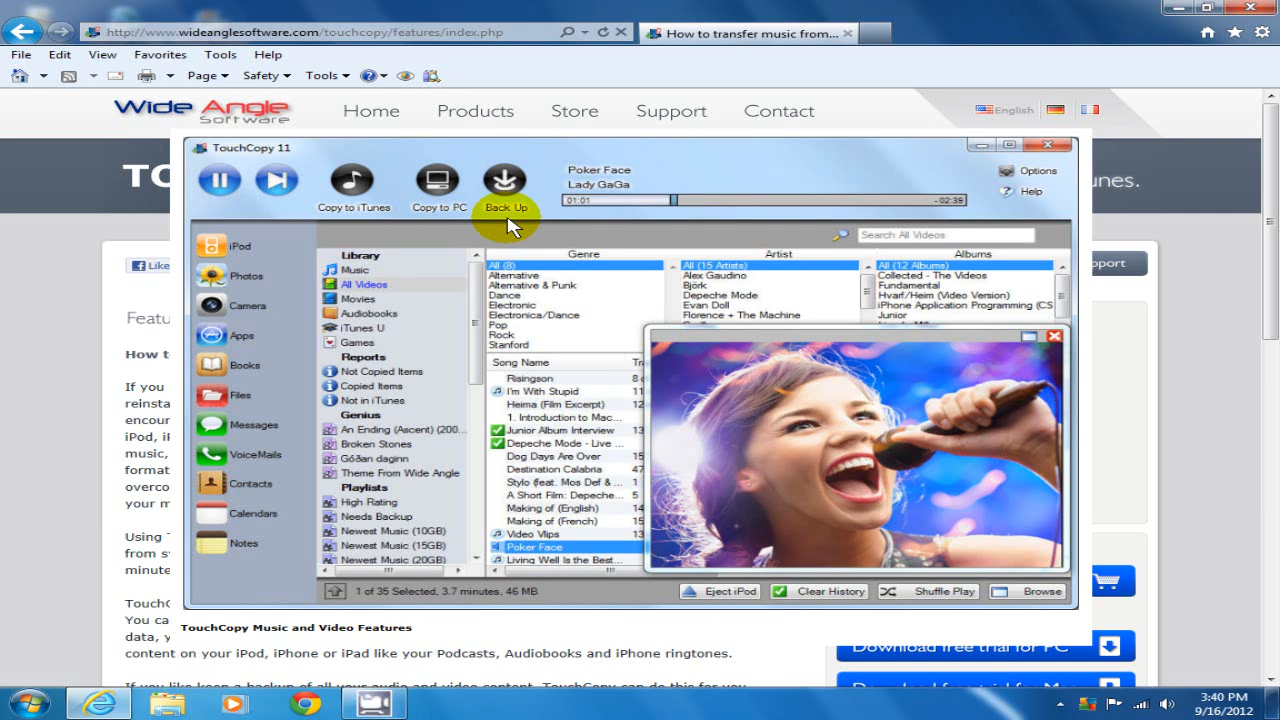 http://www.wideanglesoftware.com/touchcopy/features/index.php
How to transfer music from...
File Edit View Favorites Tools Help
Page Safety Tools
Wide Angle
Software
Home Products Store Support Contact
English
TouchCopy 11
Copy to iTunes
Copy to PC
Back Up
Poker Face
Lady GaGa
01:01
-02:39
Options
Help
Search All Videos
iPod
Photos
Camera
Apps
Books
Files
Messages
VoiceMails
Contacts
Calendars
Notes
Library
Music
All Videos
Movies
Audiobooks
iTunes U
Games
Reports
Not Copied Items
Copied Items
Not in iTunes
Genius
An Ending (Ascent) (200...
Broken Stones
Góðan daginn
Theme From Wide Angle
Playlists
High Rating
Needs Backup
Newest Music (10GB)
Newest Music (15GB)
Newest Music (20GB)
Genre
All (8)
Alternative
Alternative & Punk
Dance
Electronic
Electronica/Dance
Pop
Rock
Stanford
Artist
All (15 Artists)
Alex Gaudino
Björk
Depeche Mode
Evan Doll
Florence + The Machine
Albums
All (12 Albums)
Collected - The Videos
Fundamental
Hvarf/Heim (Video Version)
iPhone Application Programming (CS
Junior
Song Name
Risingson
I'm With Stupid
Heima (Film Excerpt)
1. Introduction to Mac...
Junior Album Interview
Depeche Mode - Live ...
Dog Days Are Over
Destination Calabria
Stylo (feat. Mos Def & ...
A Short Film: Depeche...
Making of (English)
Making of (French)
Video Vlips
Poker Face
Living Well Is the Best...
1 of 35 Selected, 3.7 minutes, 46 MB
Eject iPod
Clear History
Shuffle Play
Browse
Like
If you
Using
You can
data,
your m
TouchCopy Music and Video Features
content on your iPod, iPhone or iPad like your Podcasts, Audiobooks and iPhone ringtones.
Download free trial for PC
3:40 PM
9/16/2012